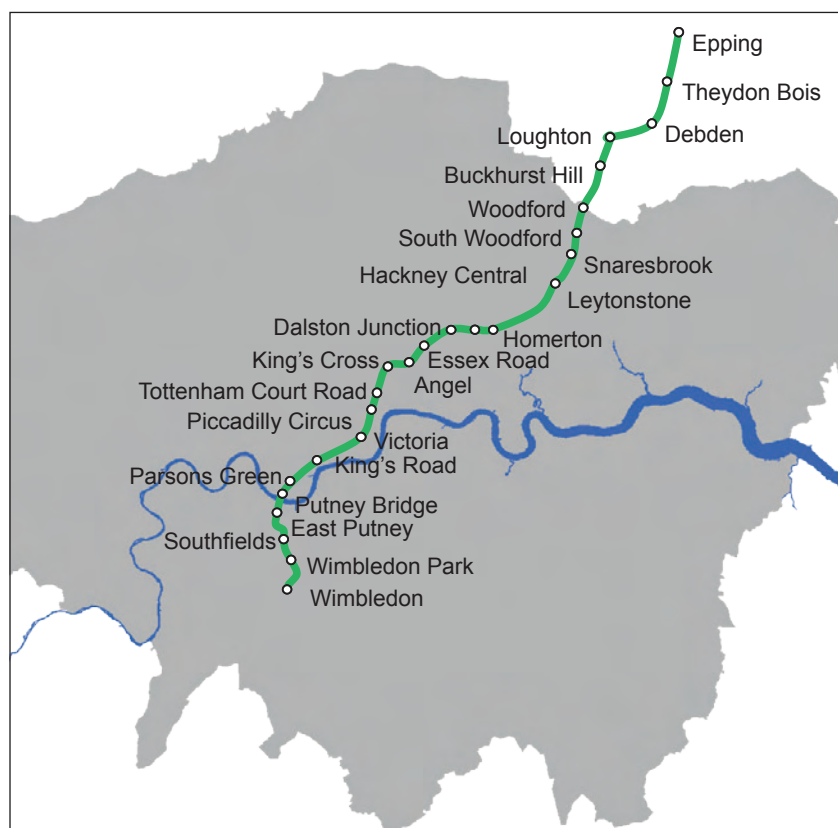 Epping
Theydon Bois
Loughton
Debden
Buckhurst Hill
Woodford
South Woodford
Snaresbrook
Hackney Central
Leytonstone
Dalston Junction
Homerton
King's Cross
Essex Road
Angel
Tottenham Court Road
Piccadilly Circus
Victoria
King's Road
Parsons Green
Putney Bridge
East Putney
Southfields
Wimbledon Park
Wimbledon